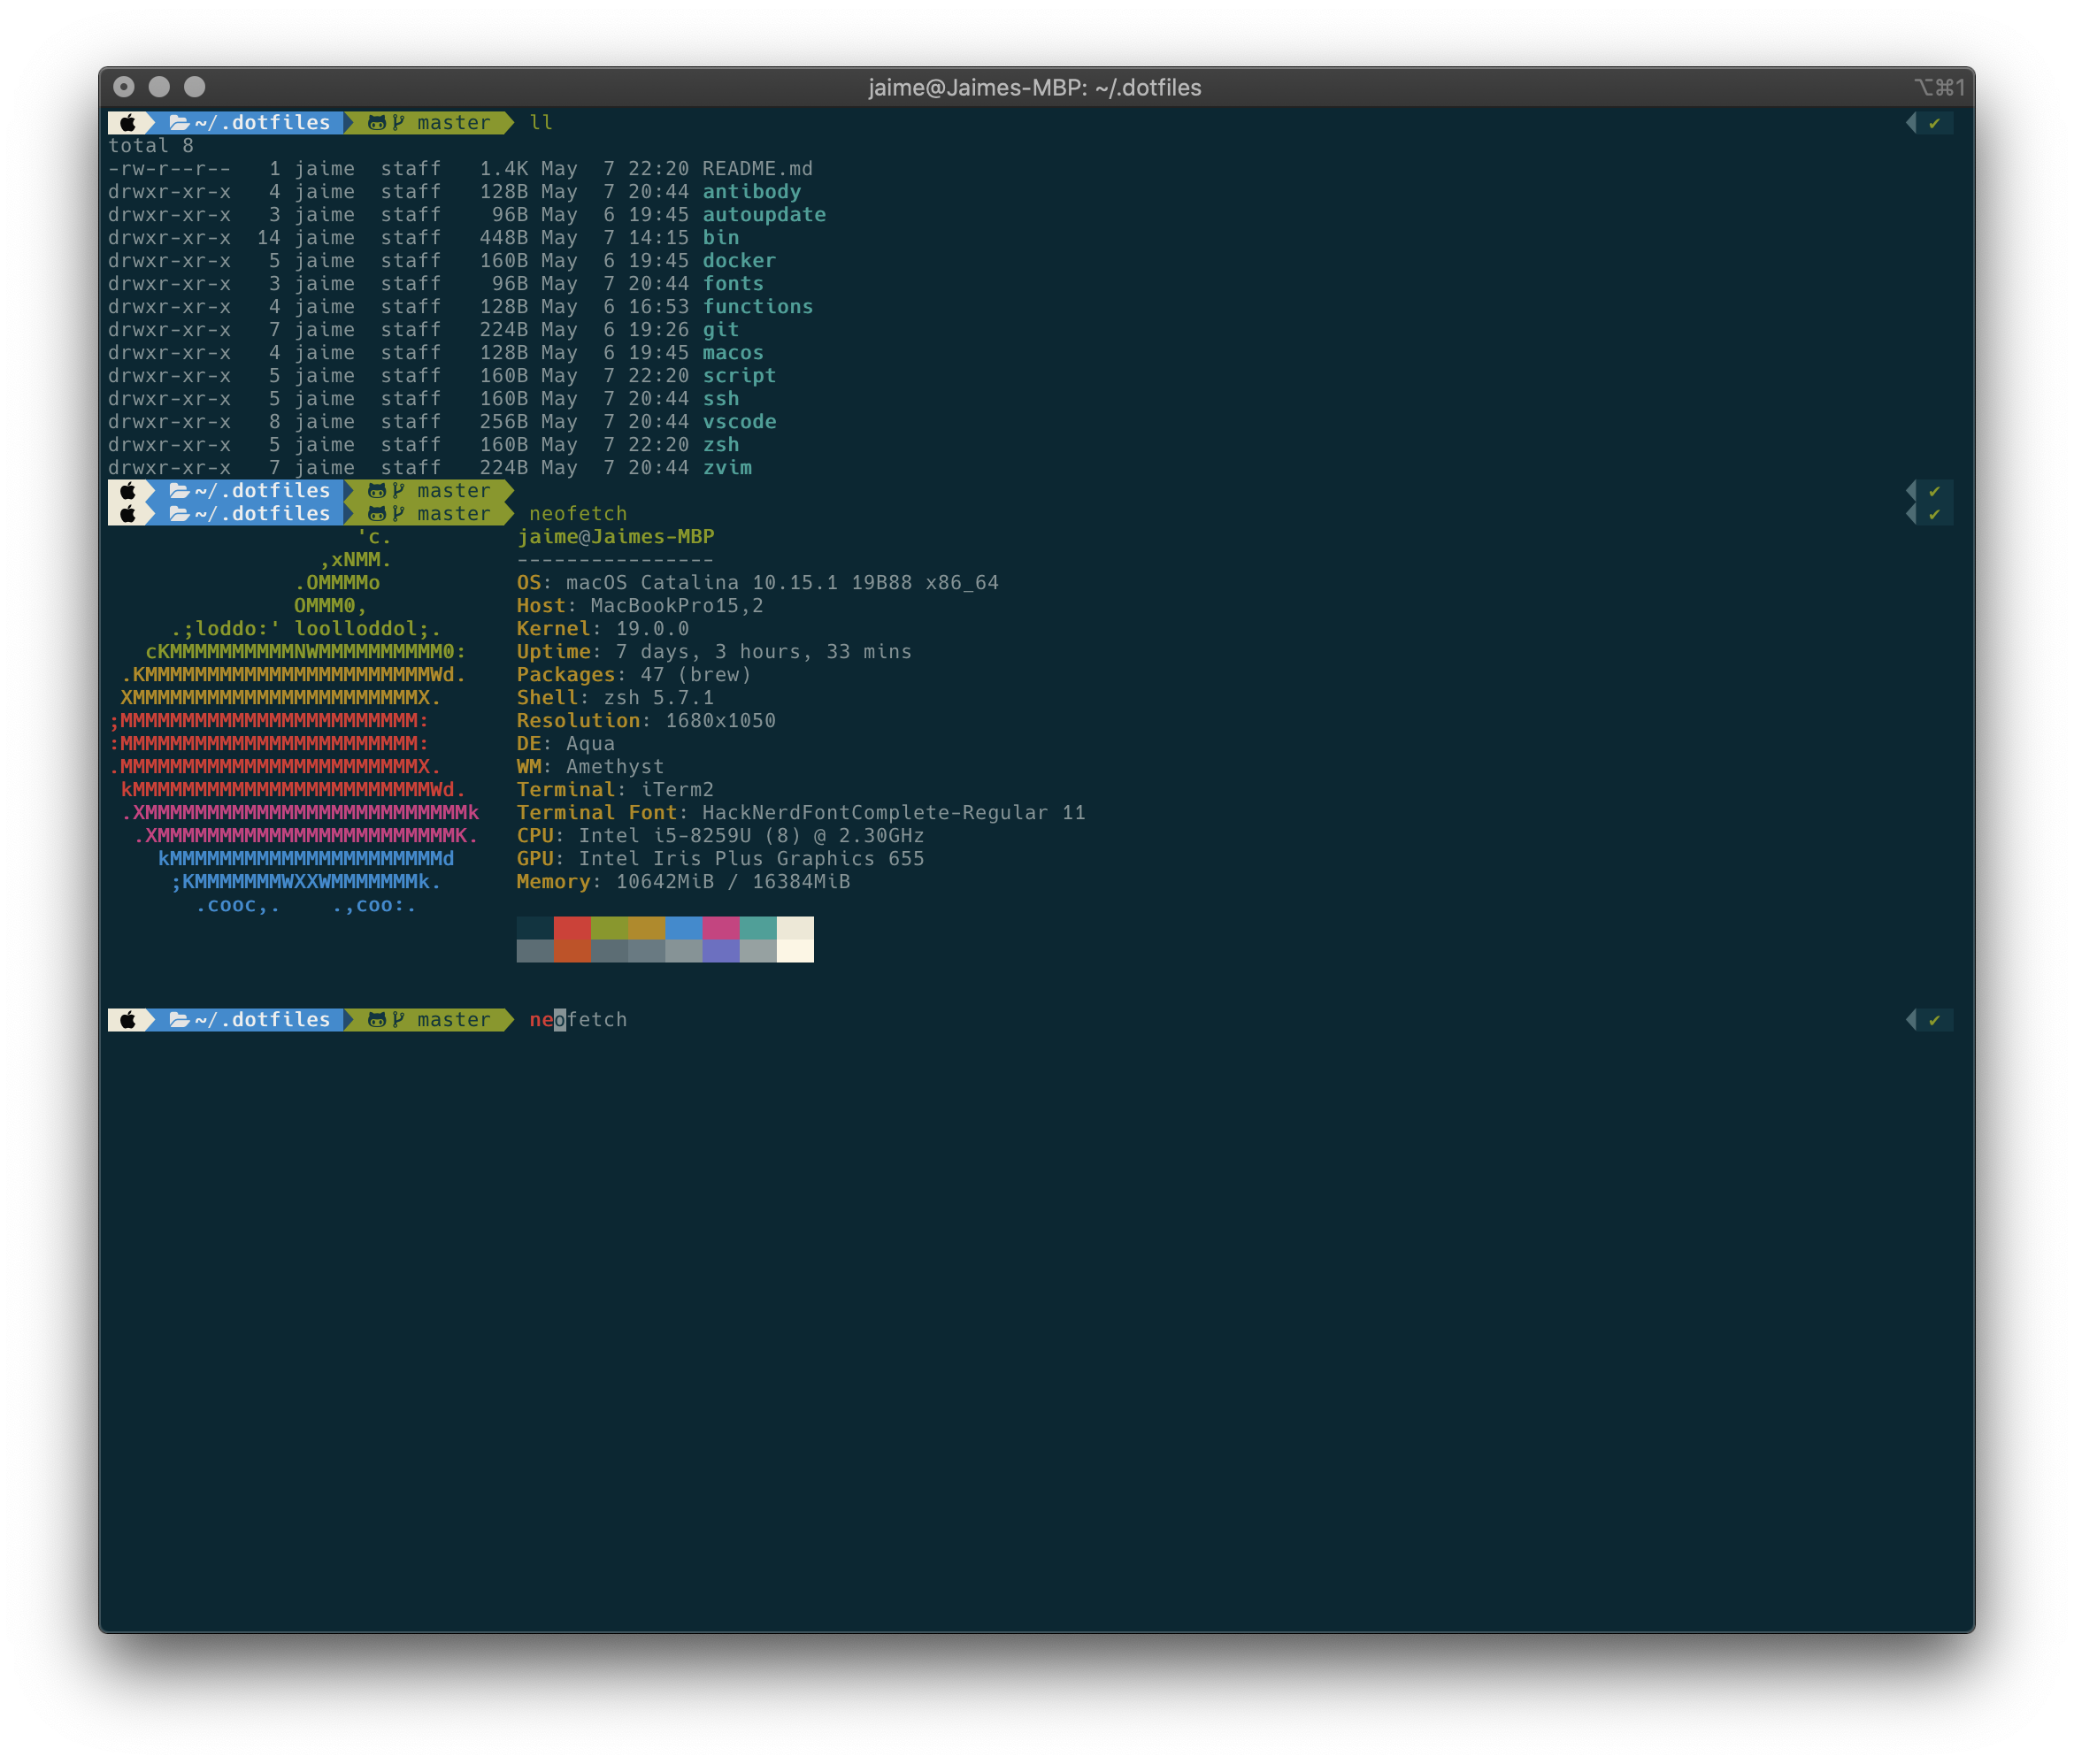 jaime@Jaimes-MBP: ~/.dotfiles ⌥⌘1
~/.dotfiles master ll ✔
total 8
-rw-r--r-- 1 jaime staff 1.4K May 7 22:20 README.md
drwxr-xr-x 4 jaime staff 128B May 7 20:44 antibody
drwxr-xr-x 3 jaime staff 96B May 6 19:45 autoupdate
drwxr-xr-x 14 jaime staff 448B May 7 14:15 bin
drwxr-xr-x 5 jaime staff 160B May 6 19:45 docker
drwxr-xr-x 3 jaime staff 96B May 7 20:44 fonts
drwxr-xr-x 4 jaime staff 128B May 6 16:53 functions
drwxr-xr-x 7 jaime staff 224B May 6 19:26 git
drwxr-xr-x 4 jaime staff 128B May 6 19:45 macos
drwxr-xr-x 5 jaime staff 160B May 7 22:20 script
drwxr-xr-x 5 jaime staff 160B May 7 20:44 ssh
drwxr-xr-x 8 jaime staff 256B May 7 20:44 vscode
drwxr-xr-x 5 jaime staff 160B May 7 22:20 zsh
drwxr-xr-x 7 jaime staff 224B May 7 20:44 zvim
~/.dotfiles master ✔
~/.dotfiles master neofetch ✔
'c. jaime@Jaimes-MBP
,xNMM. ----------------
.OMMMMo OS: macOS Catalina 10.15.1 19B88 x86_64
OMMM0, Host: MacBookPro15,2
.;loddo:' loolloddol;. Kernel: 19.0.0
cKMMMMMMMMMMNWMMMMMMMMMM0: Uptime: 7 days, 3 hours, 33 mins
.KMMMMMMMMMMMMMMMMMMMMMMMWd. Packages: 47 (brew)
XMMMMMMMMMMMMMMMMMMMMMMMX. Shell: zsh 5.7.1
;MMMMMMMMMMMMMMMMMMMMMMMM: Resolution: 1680x1050
:MMMMMMMMMMMMMMMMMMMMMMMM: DE: Aqua
.MMMMMMMMMMMMMMMMMMMMMMMMX. WM: Amethyst
kMMMMMMMMMMMMMMMMMMMMMMMMWd. Terminal: iTerm2
.XMMMMMMMMMMMMMMMMMMMMMMMMMMk Terminal Font: HackNerdFontComplete-Regular 11
.XMMMMMMMMMMMMMMMMMMMMMMMMK. CPU: Intel i5-8259U (8) @ 2.30GHz
kMMMMMMMMMMMMMMMMMMMMMMd GPU: Intel Iris Plus Graphics 655
;KMMMMMMMWXXWMMMMMMMk. Memory: 10642MiB / 16384MiB
.cooc,. .,coo:.
~/.dotfiles master neofetch ✔